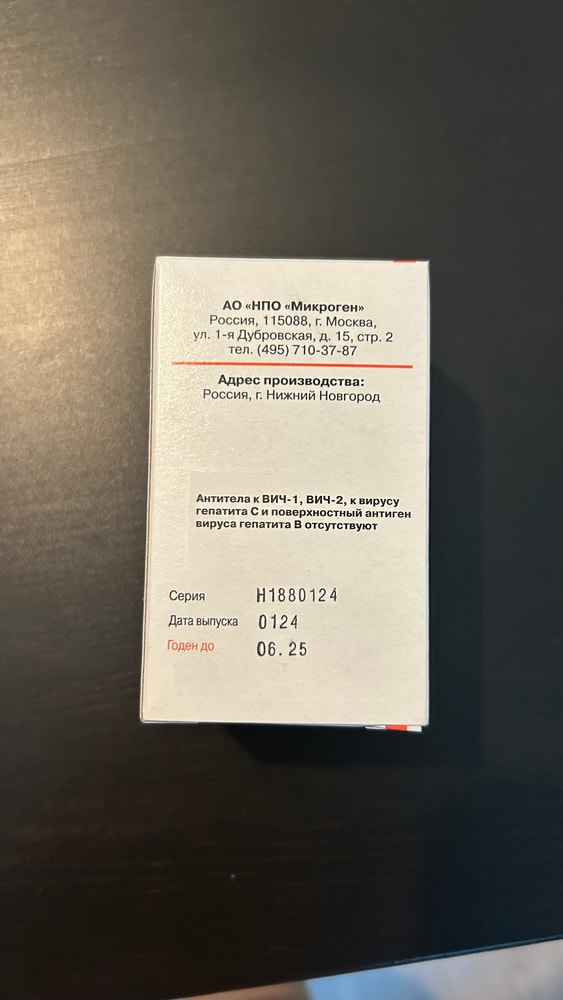 АО «НПО «Микроген»
Россия, 115088, г. Москва,
ул. 1-я Дубровская, д. 15, стр. 2
тел. (495) 710-37-87
Адрес производства:
Россия, г. Нижний Новгород
Антитела к ВИЧ-1, ВИЧ-2, к вирусу
гепатита С и поверхностный антиген
вируса гепатита В отсутствуют
Серия Н1880124
Дата выпуска 0124
Годен до 06.25